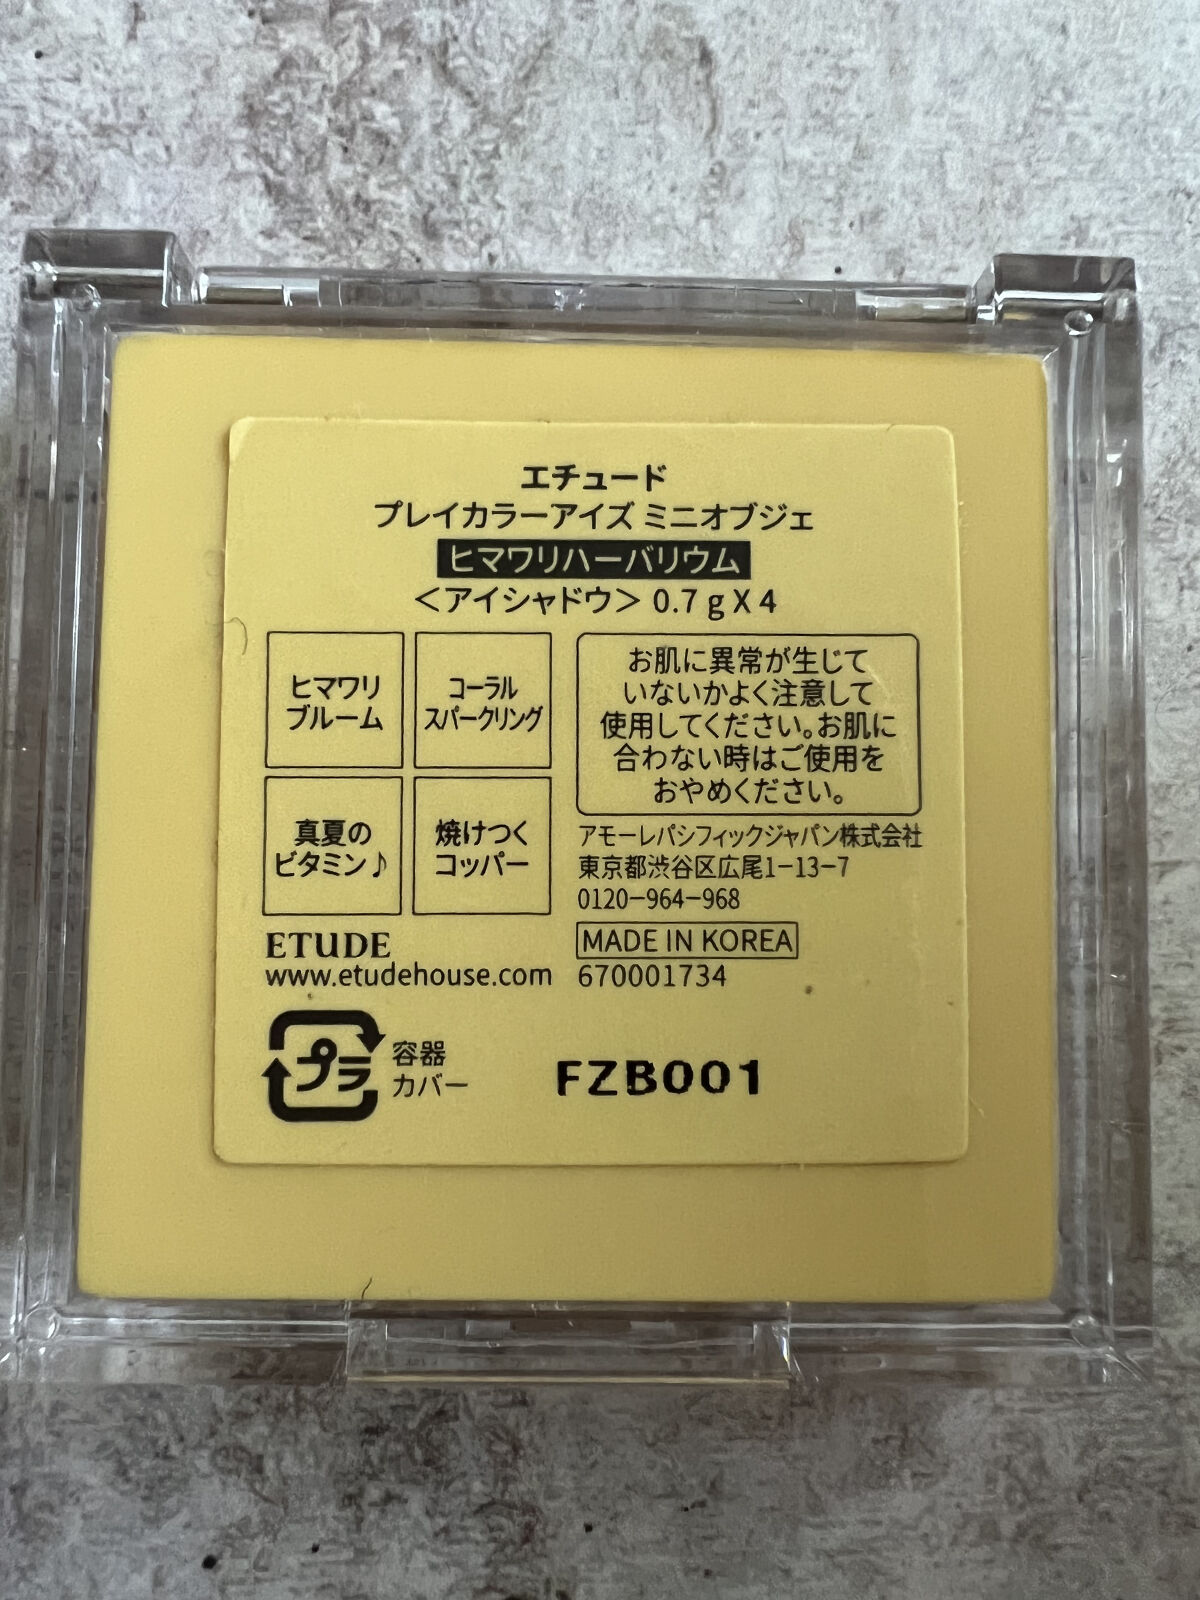 エチュード
プレイカラーアイズ ミニオブジェ
ヒマワリハーバリウム
<アイシャドウ> 0.7 g X 4
ヒマワリ
ブルーム
コーラル
スパークリング
真夏の
ビタミン♪
焼けつく
コッパー
お肌に異常が生じて
いないかよく注意して
使用してください。お肌に
合わない時はご使用を
おやめください。
アモーレパシフィックジャパン株式会社
東京都渋谷区広尾1-13-7
0120-964-968
MADE IN KOREA
670001734
ETUDE
www.etudehouse.com
プラ
容器
カバー
FZB001